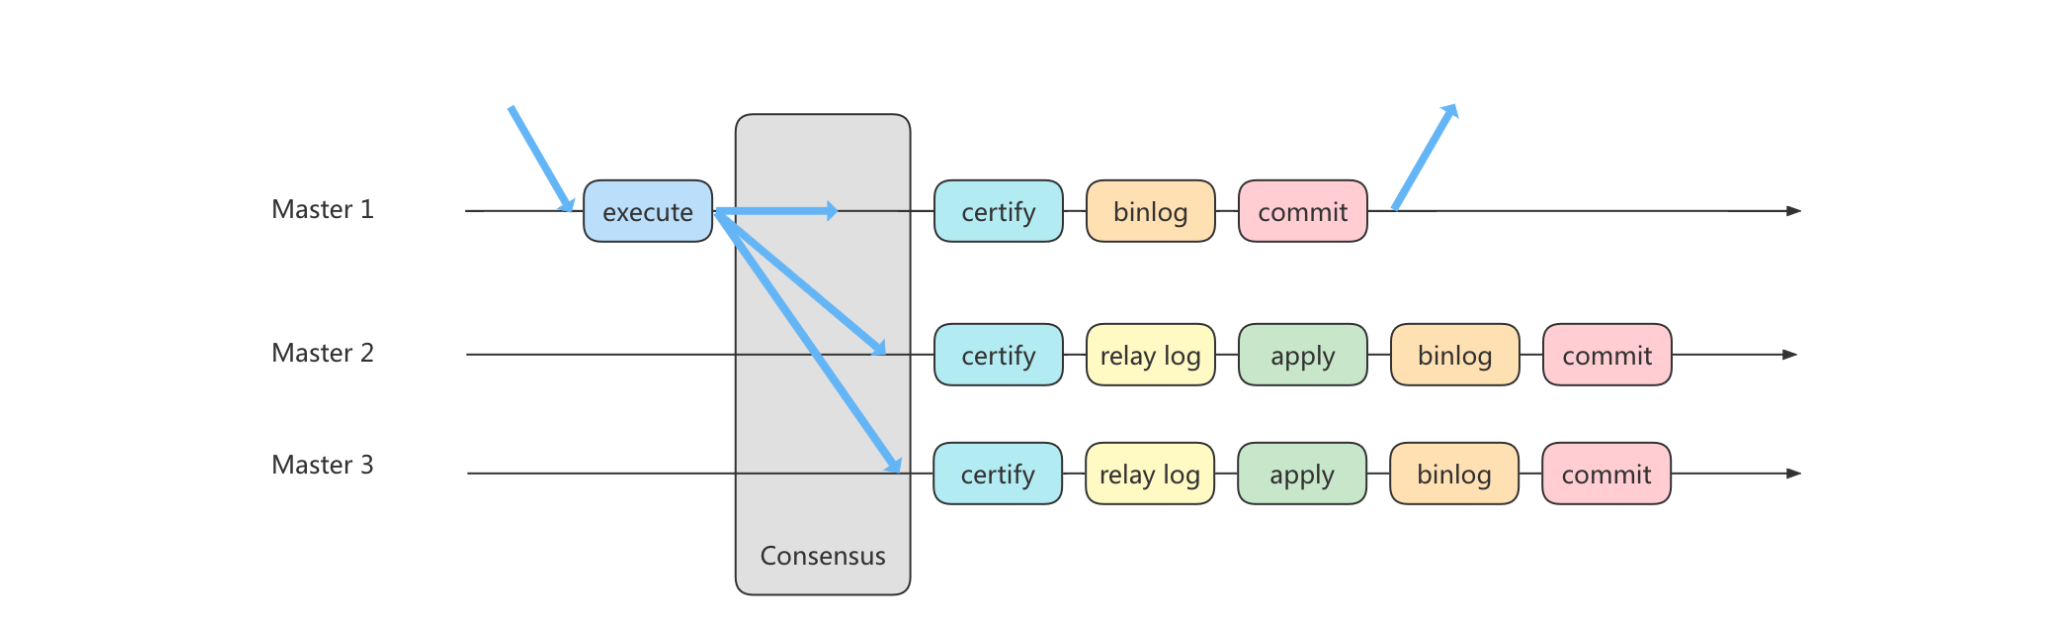 Master 1
execute
certify
binlog
commit
Master 2
certify
relay log
apply
binlog
commit
Master 3
certify
relay log
apply
binlog
commit
Consensus